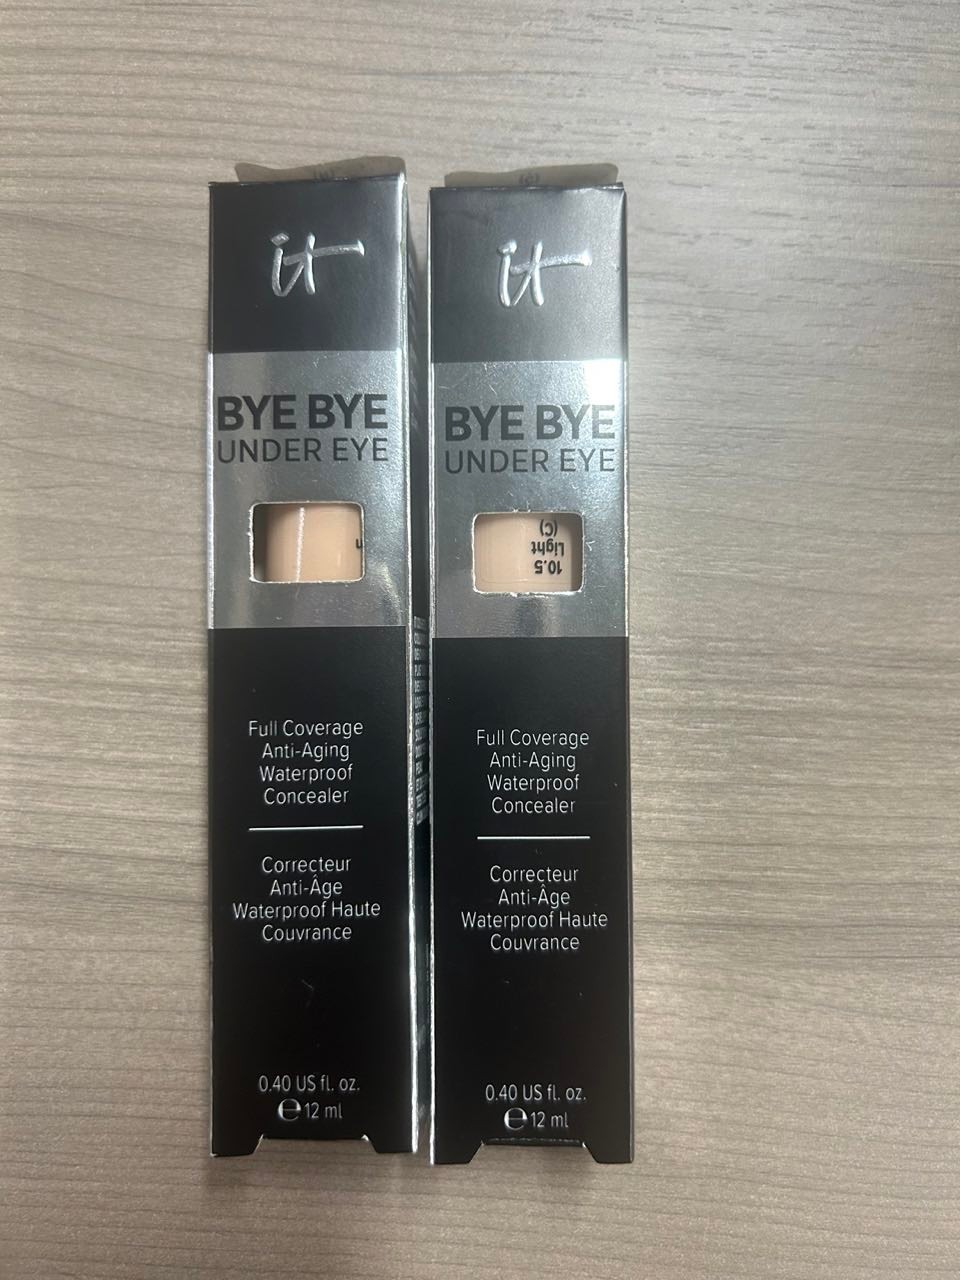 it
BYE BYE
UNDER EYE
Full Coverage
Anti-Aging
Waterproof
Concealer
Correcteur
Anti-Âge
Waterproof Haute
Couvrance
0.40 US fl. oz.
℮ 12 ml
it
BYE BYE
UNDER EYE
10.5
Light
(C)
Full Coverage
Anti-Aging
Waterproof
Concealer
Correcteur
Anti-Âge
Waterproof Haute
Couvrance
0.40 US fl. oz.
℮ 12 ml